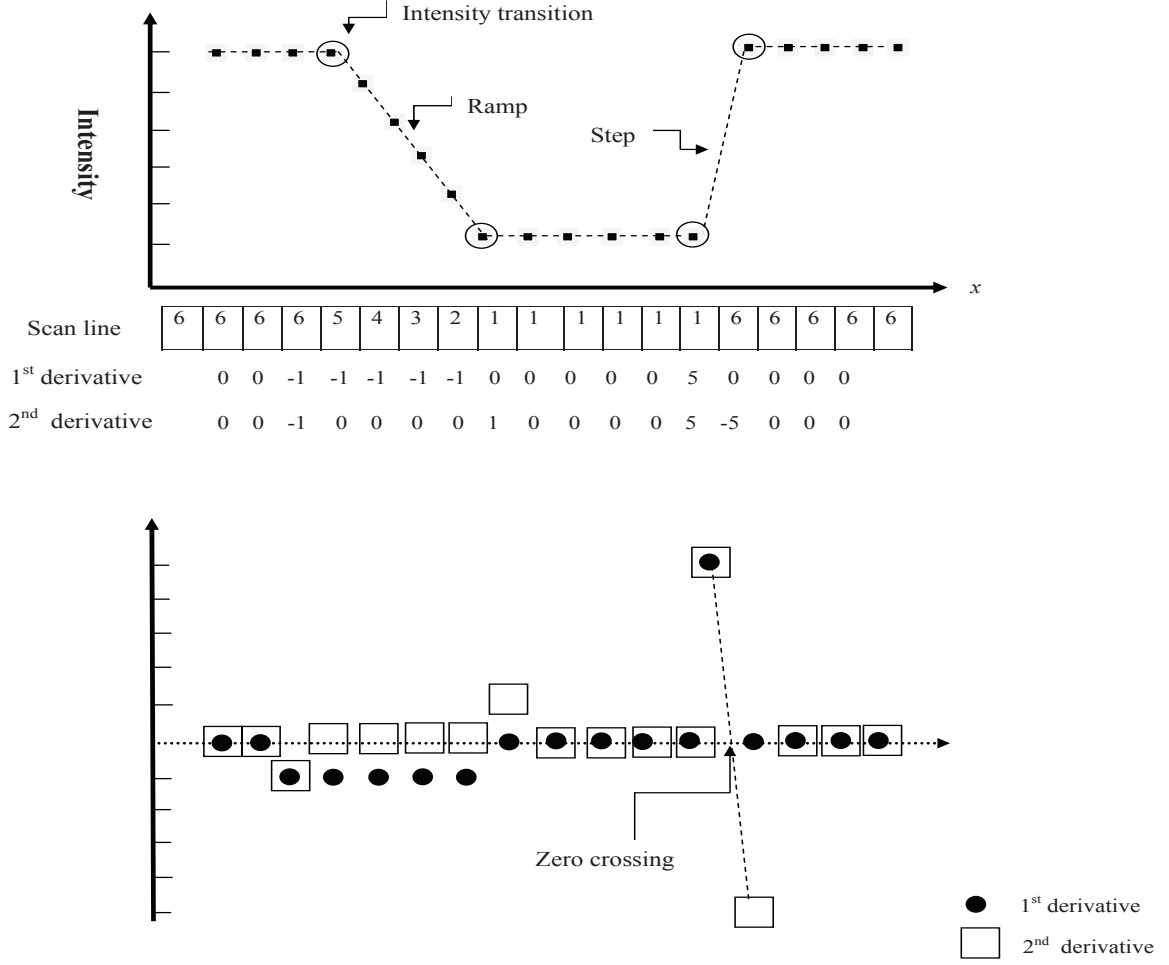 Intensity transition
Ramp
Step
Intensity
x
Scan line 6 6 6 6 5 4 3 2 1 1 1 1 1 1 6 6 6 6 6
1st derivative 0 0 -1 -1 -1 -1 -1 0 0 0 0 0 5 0 0 0 0
2nd derivative 0 0 -1 0 0 0 0 1 0 0 0 0 5 -5 0 0 0
Zero crossing
1st derivative
2nd derivative